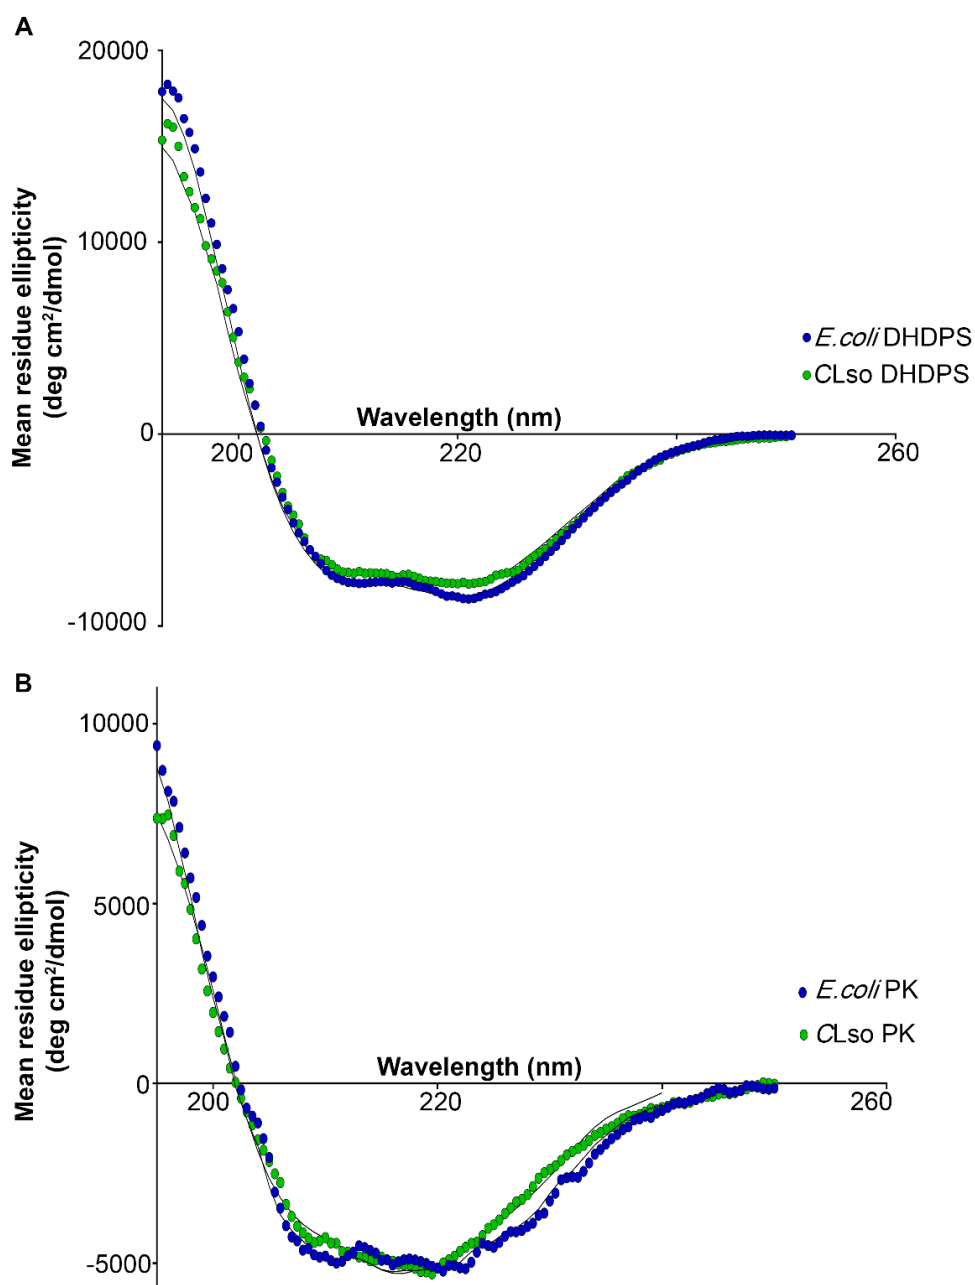 A
20000
10000
0
-10000
Mean residue ellipticity
(deg cm²/dmol)
Wavelength (nm)
200
220
260
E.coli DHDPS
CLso DHDPS
B
10000
5000
0
-5000
Mean residue ellipticity
(deg cm²/dmol)
Wavelength (nm)
200
220
260
E.coli PK
CLso PK